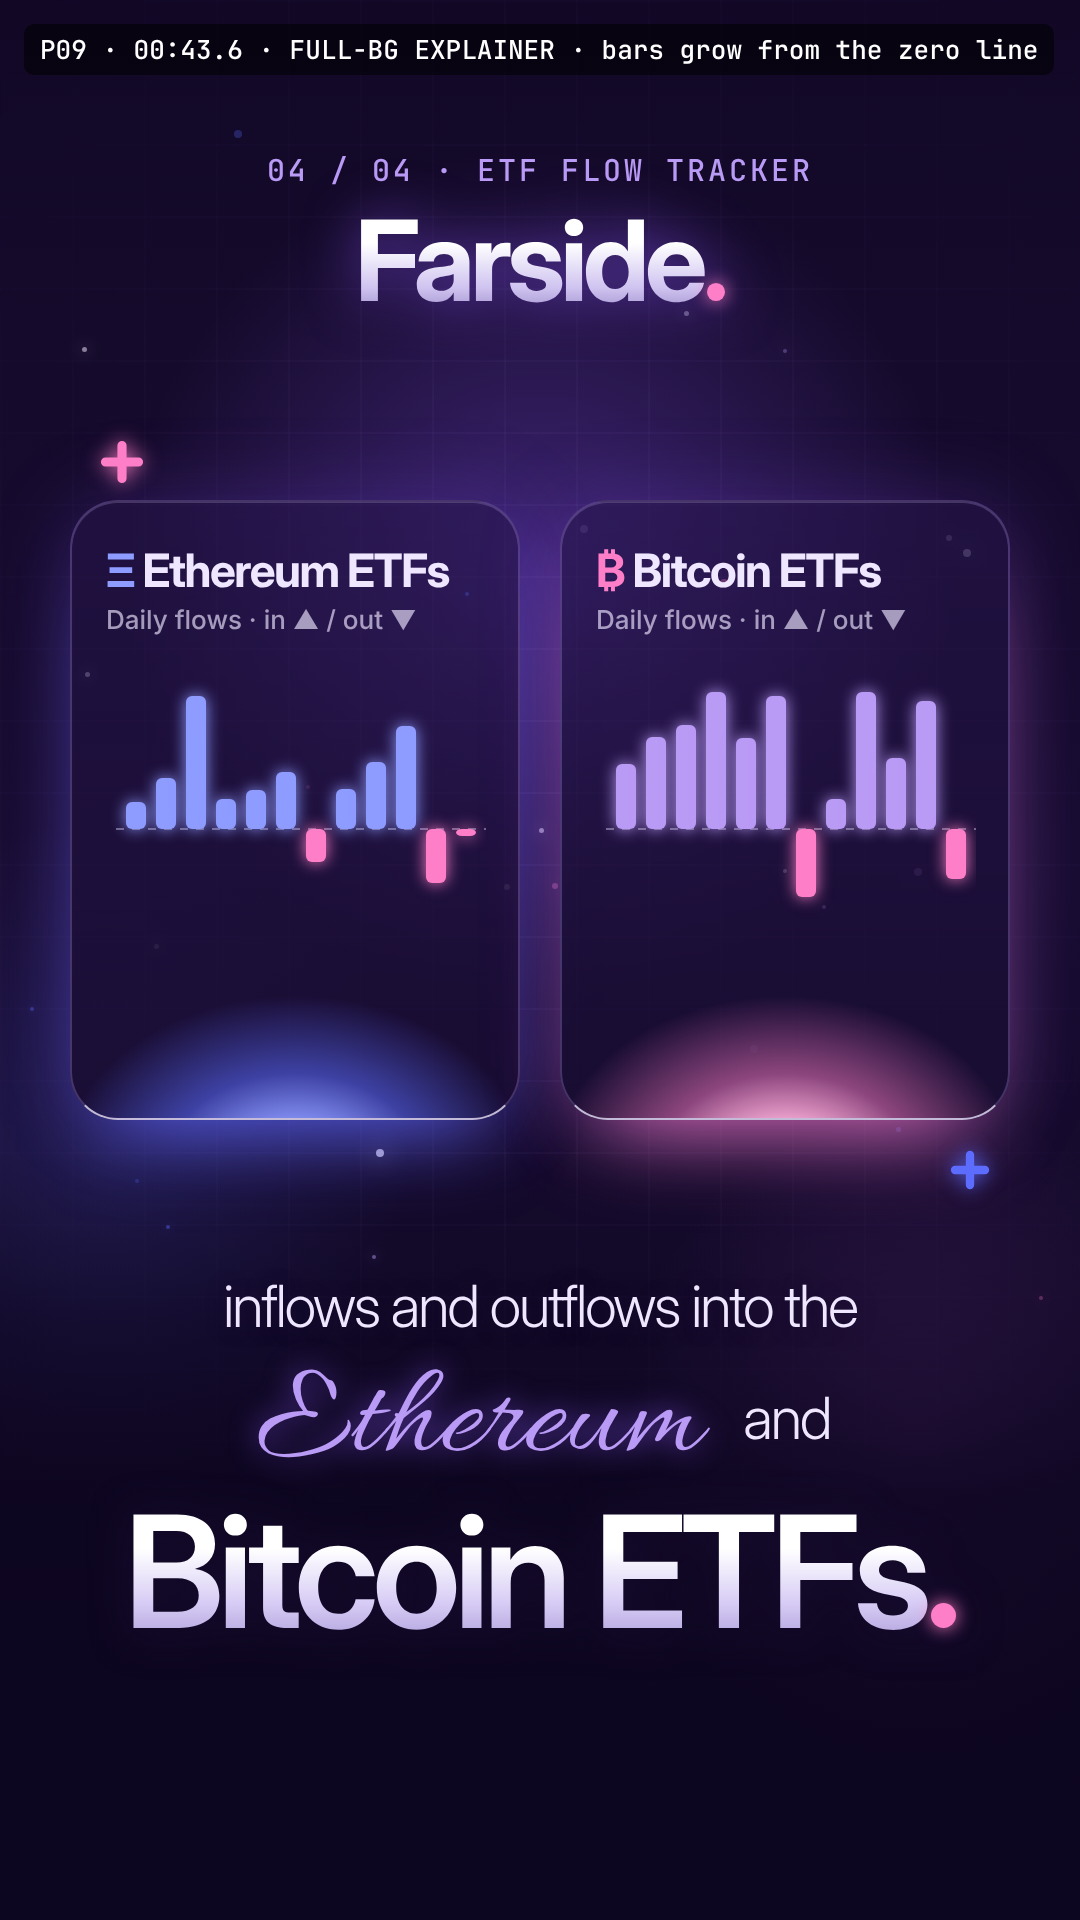 P09 · 00:43.6 · FULL-BG EXPLAINER · bars grow from the zero line
04 / 04 · ETF FLOW TRACKER
Farside.
Ξ Ethereum ETFs
Daily flows · in ▲ / out ▼
₿ Bitcoin ETFs
Daily flows · in ▲ / out ▼
inflows and outflows into the
Ethereum and
Bitcoin ETFs.